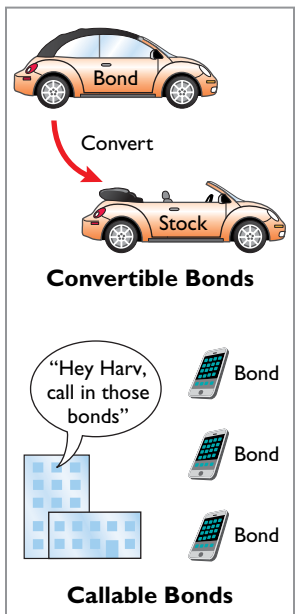 Bond
Convert
Stock
Convertible Bonds
“Hey Harv,
call in those
bonds”
Bond
Bond
Bond
Callable Bonds